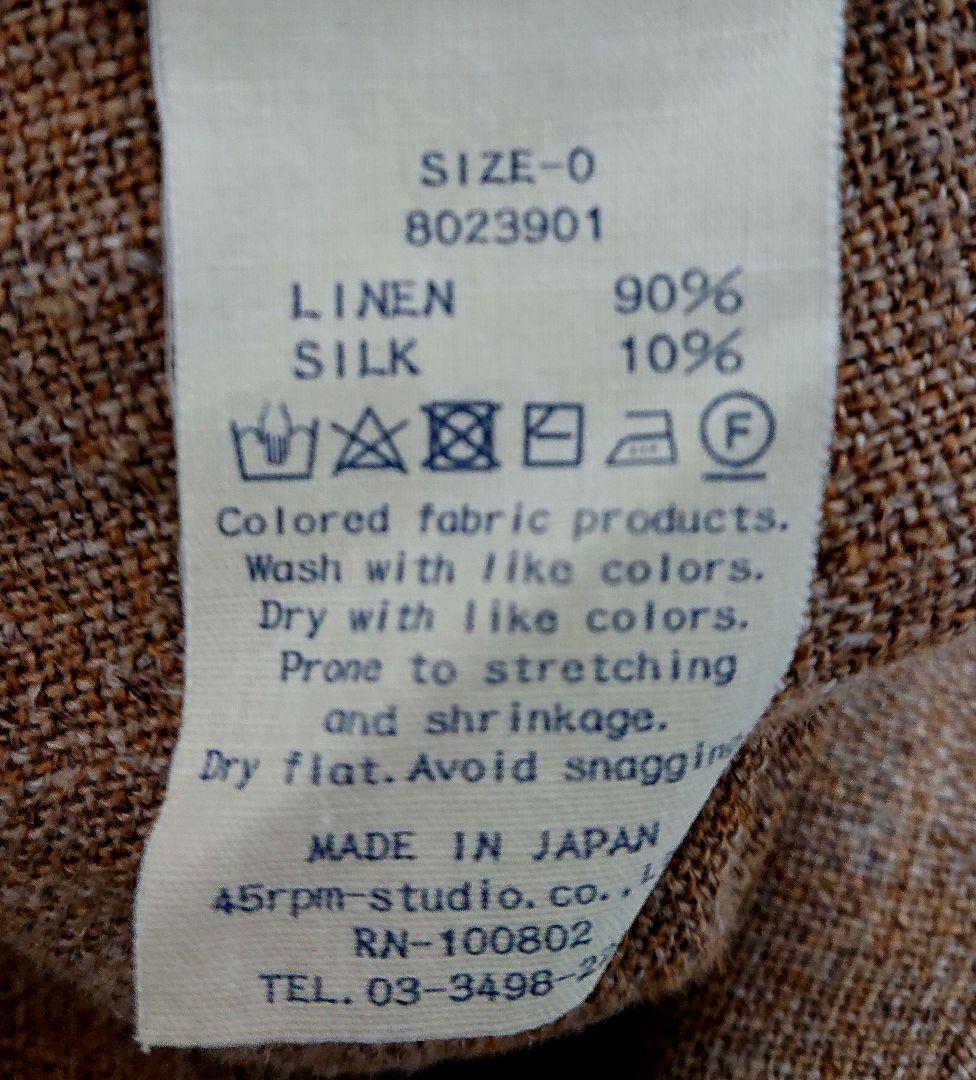 SIZE-0
8023901
LINEN 90%
SILK 10%
F
Colored fabric products.
Wash with like colors.
Dry with like colors.
Prone to stretching
and shrinkage.
Dry flat. Avoid snagging
MADE IN JAPAN
45rpm-studio.co.,
RN-100802
TEL. 03-3498-